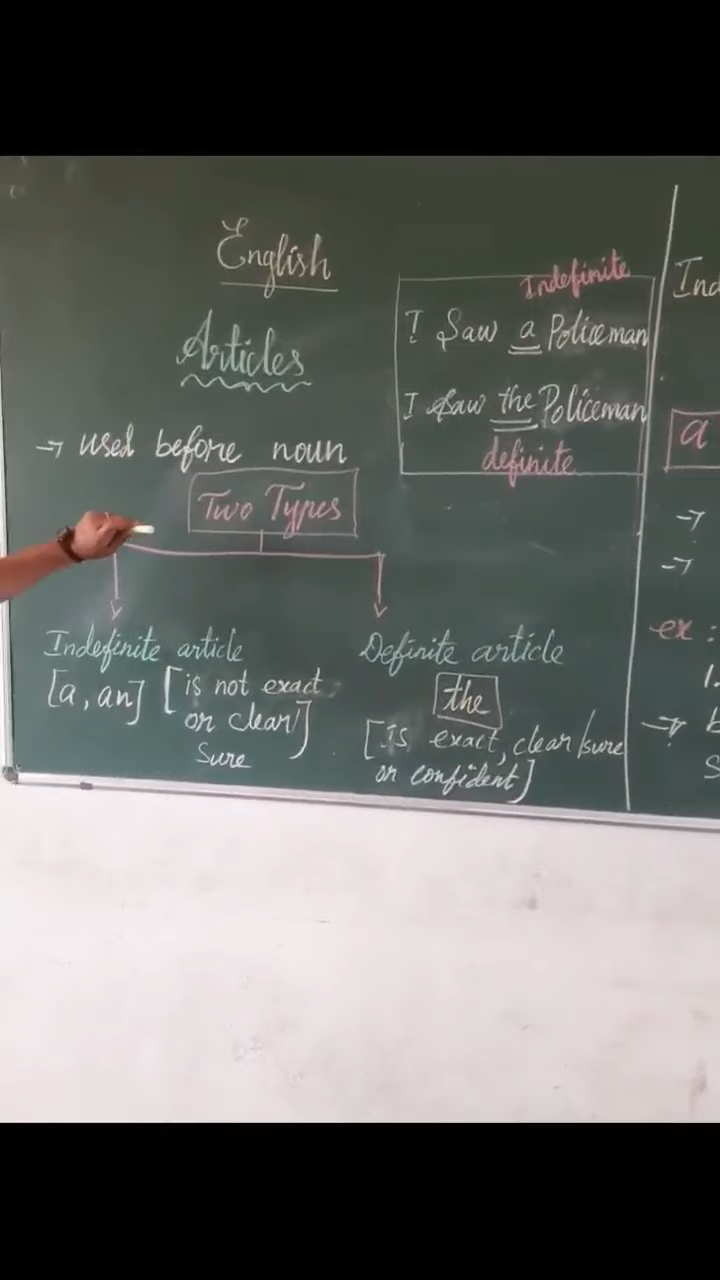 English
Articles
→ used before noun
Two Types
Indefinite article
[a, an] [is not exact
or clear/
Sure]
Definite article
the
[Is exact, clear/sure
or confident]
Indefinite
I Saw a Policeman
I Saw the Policeman
definite
Ind
a
→
→
ex :
1.
→